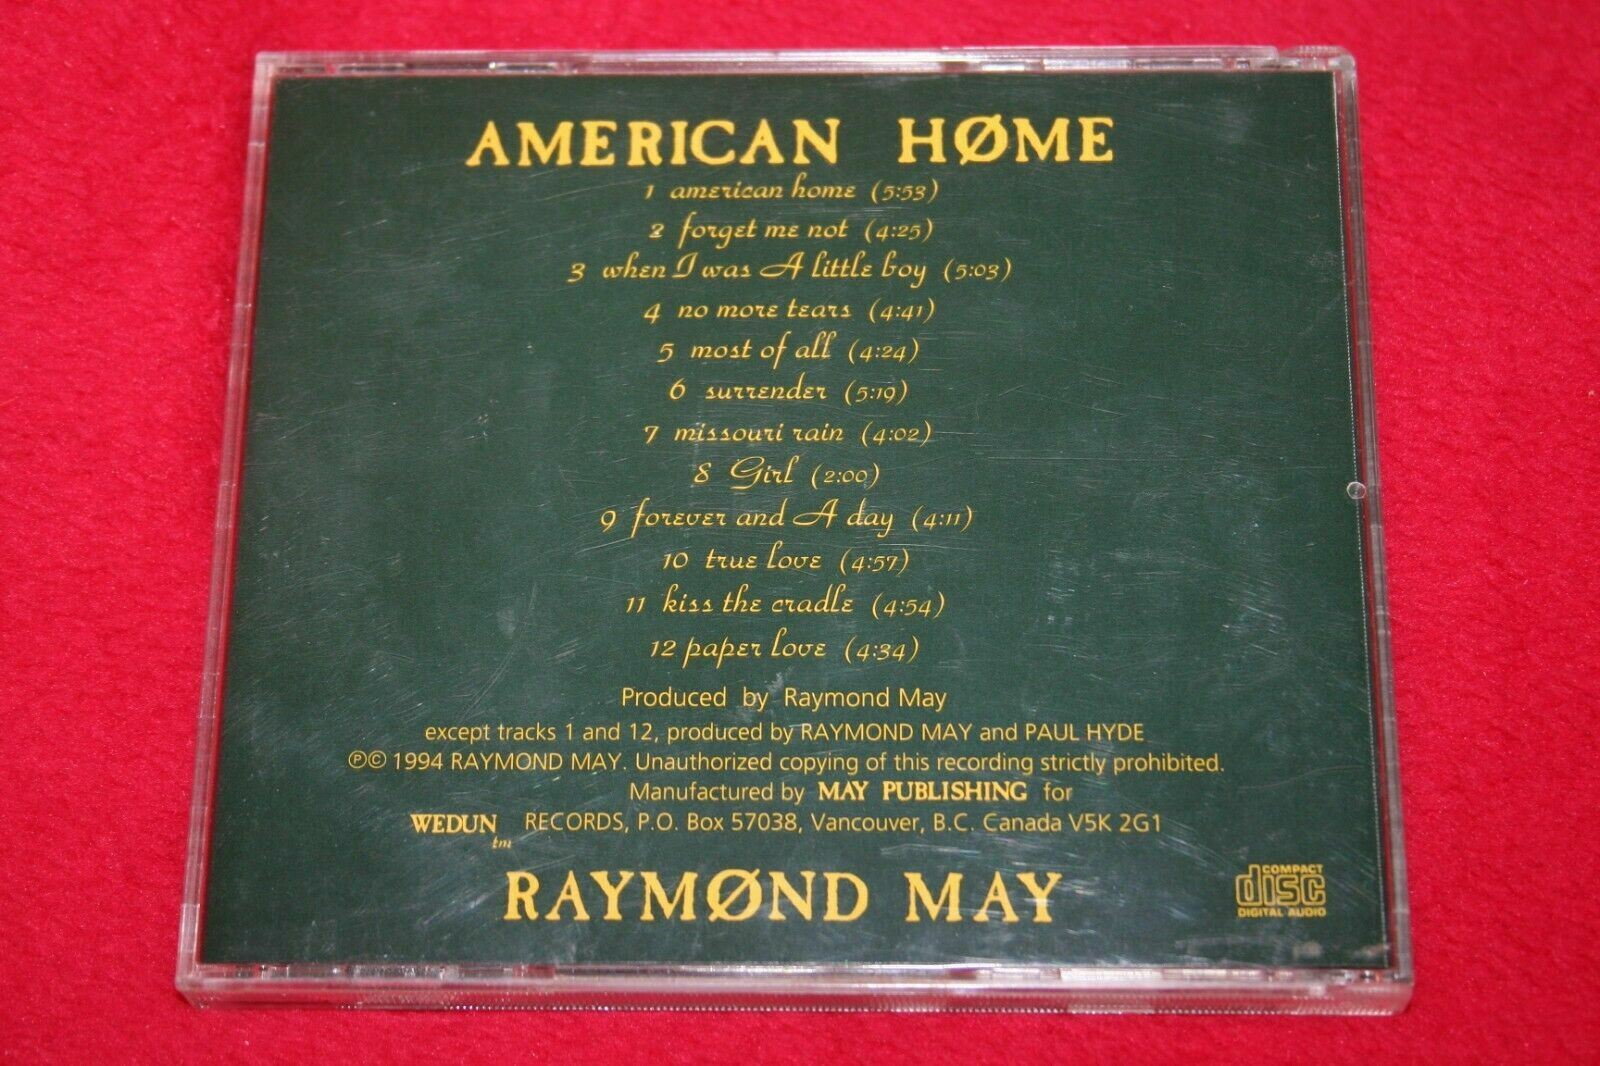 AMERICAN HØME
1 american home (5:53)
2 forget me not (4:25)
3 when I was A little boy (5:03)
4 no more tears (4:41)
5 most of all (4:24)
6 surrender (5:19)
7 missouri rain (4:02)
8 Girl (2:00)
9 forever and A day (4:11)
10 true love (4:57)
11 kiss the cradle (4:54)
12 paper love (4:34)
Produced by Raymond May
except tracks 1 and 12, produced by RAYMOND MAY and PAUL HYDE
℗© 1994 RAYMOND MAY. Unauthorized copying of this recording strictly prohibited.
Manufactured by MAY PUBLISHING for
WEDUN tm RECORDS, P.O. Box 57038, Vancouver, B.C. Canada V5K 2G1
RAYMØND MAY
COMPACT
disc
DIGITAL AUDIO